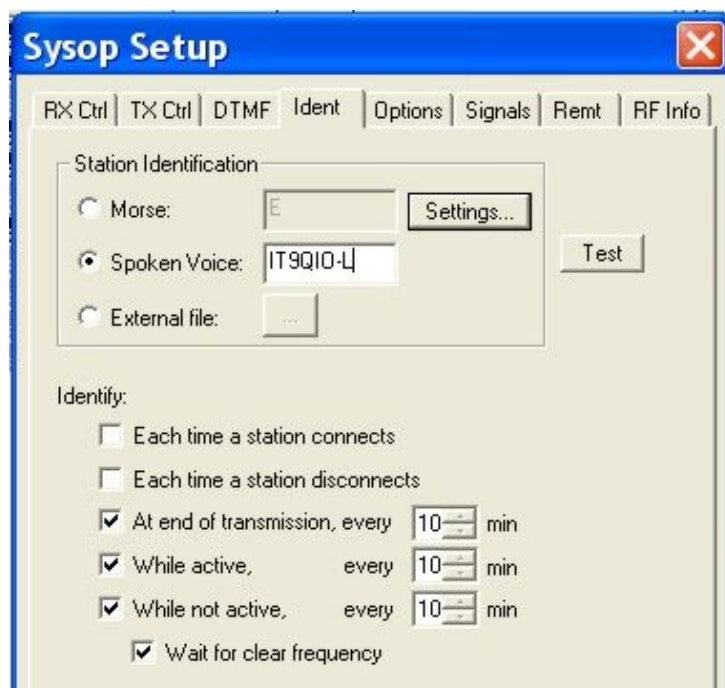 Sysop Setup
RX Ctrl TX Ctrl DTMF Ident Options Signals Remt RF Info
Station Identification
Morse: E Settings...
Spoken Voice: IT9QIO-L Test
External file: ...
Identify:
Each time a station connects
Each time a station disconnects
At end of transmission, every 10 min
While active, every 10 min
While not active, every 10 min
Wait for clear frequency